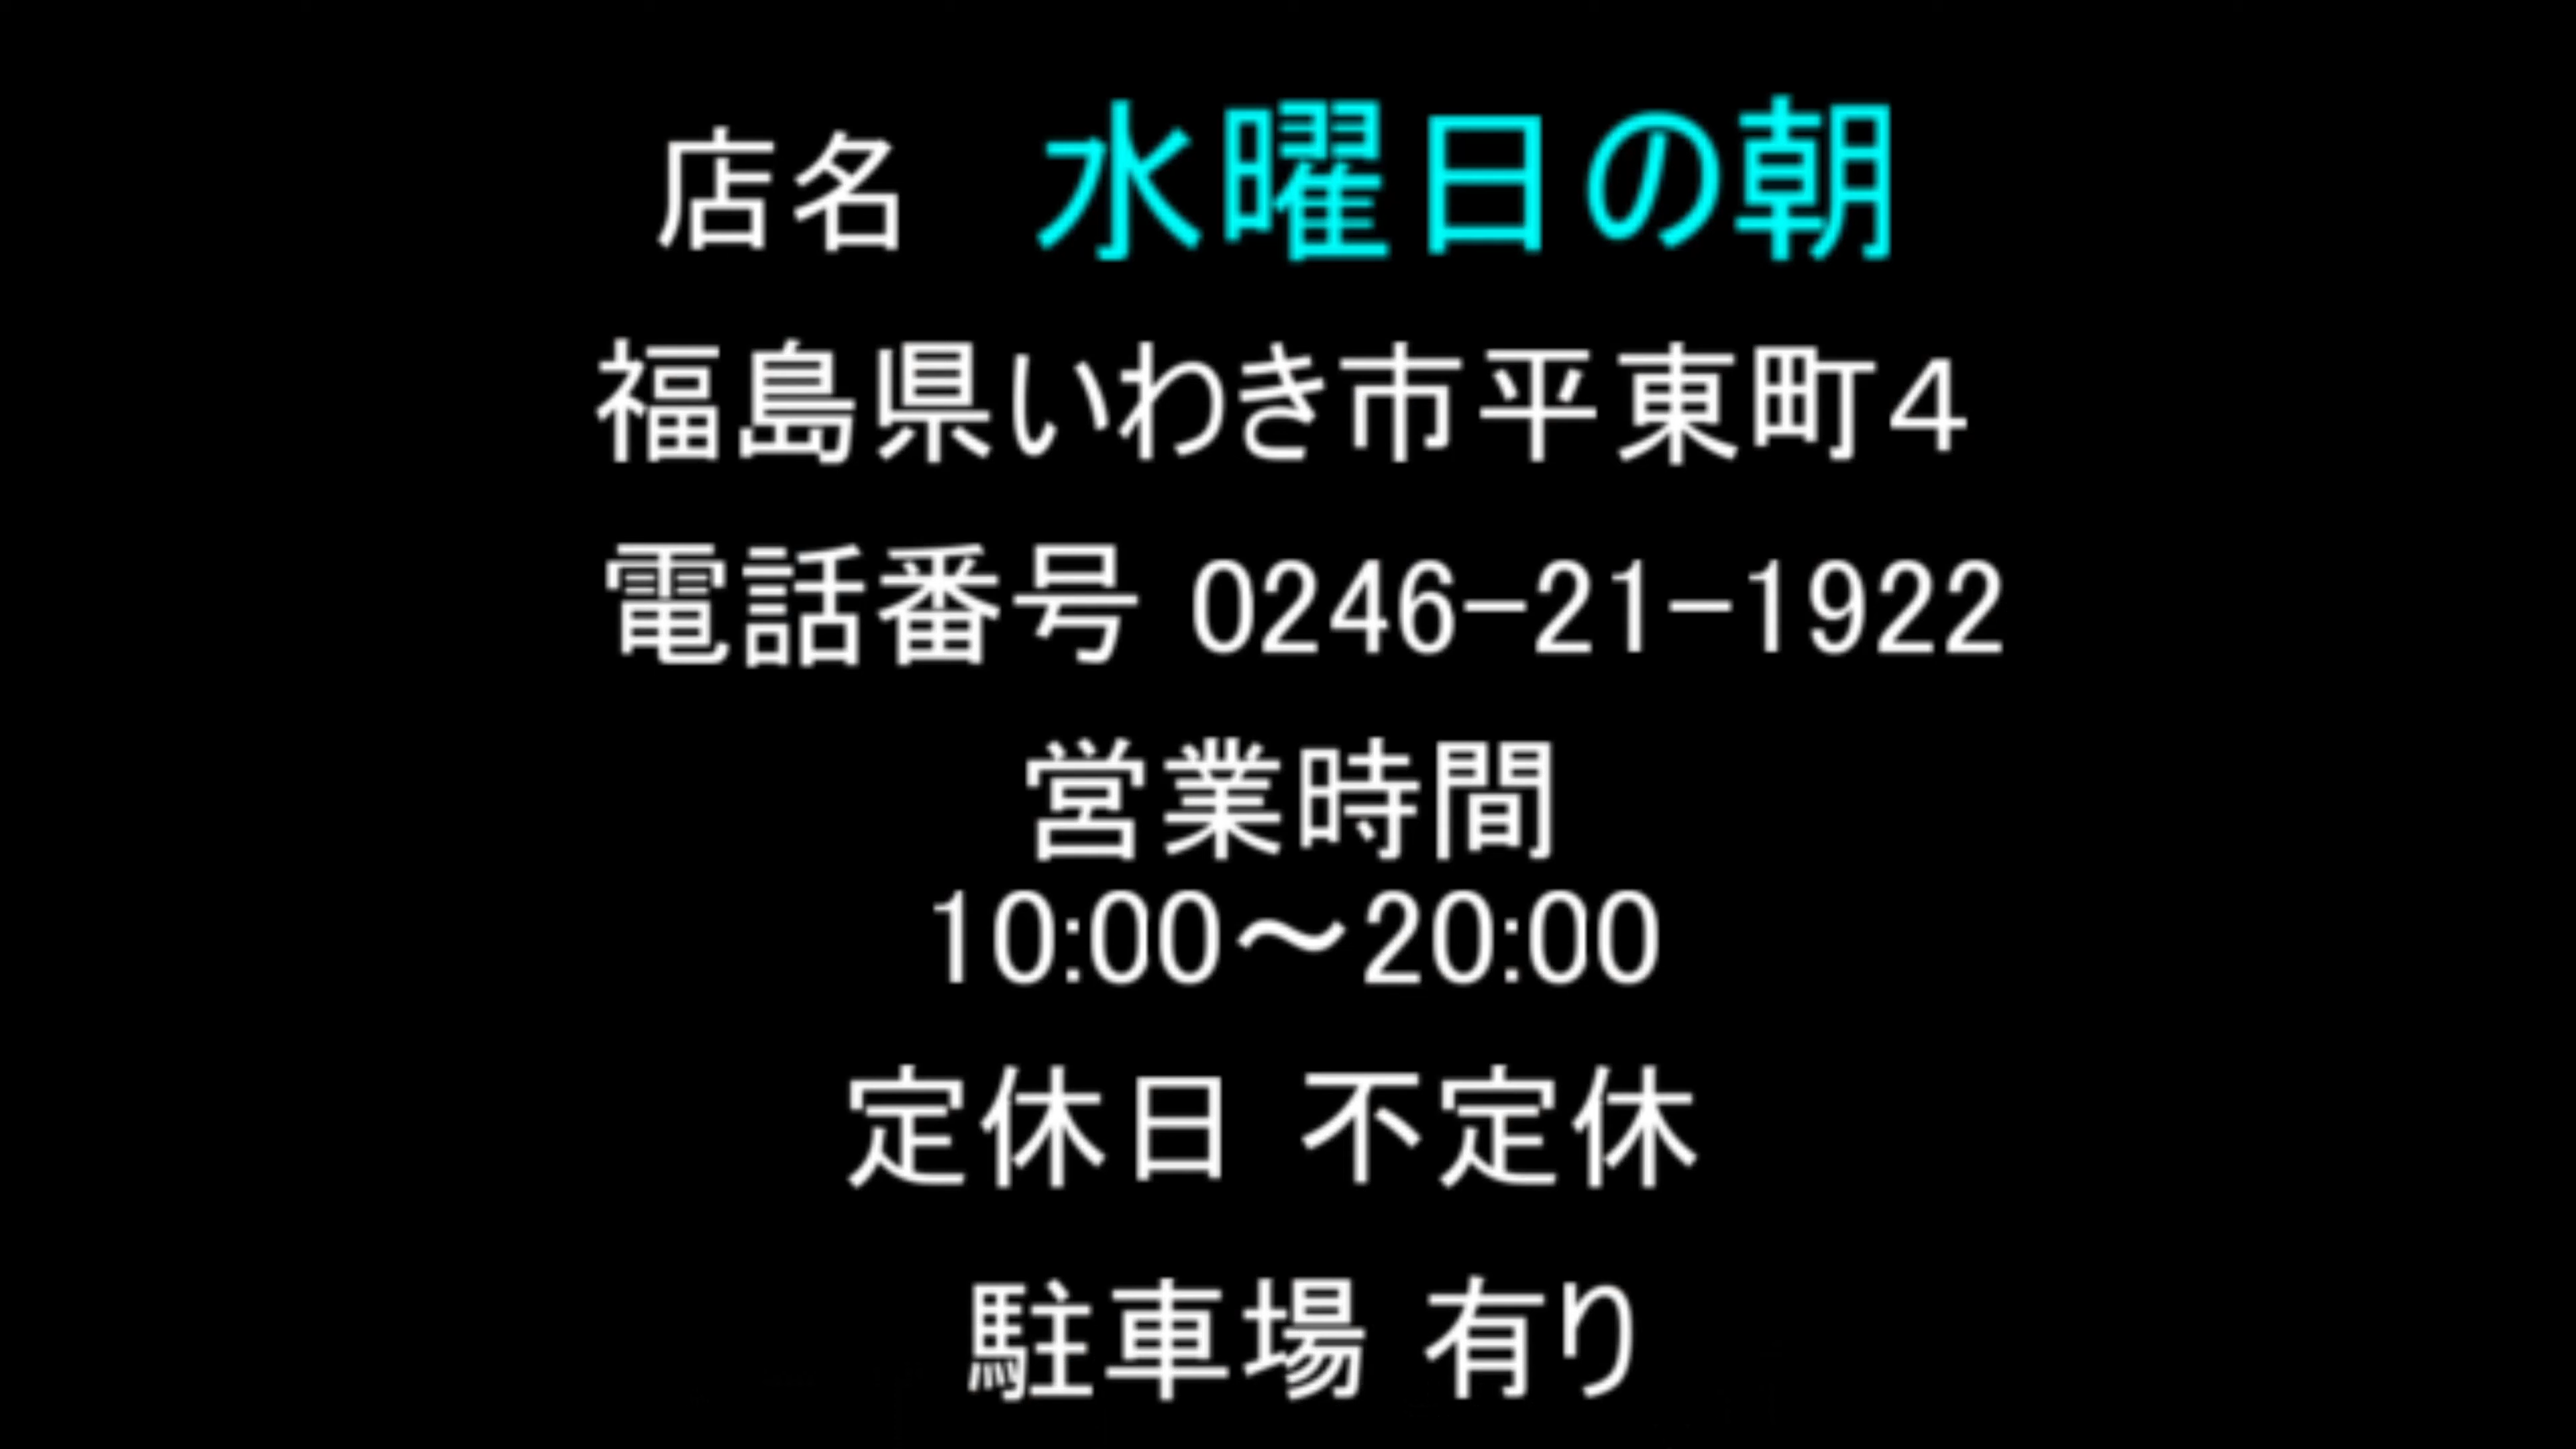 店名　水曜日の朝
福島県いわき市平東町４
電話番号 0246-21-1922
営業時間
10:00～20:00
定休日 不定休
駐車場 有り